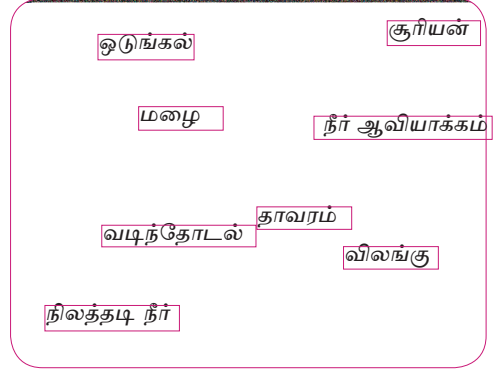 சூரியன்
ஒடுங்கல்
மழை
நீர் ஆவியாக்கம்
தாவரம்
வடிந்தோடல்
விலங்கு
நிலத்தடி நீர்